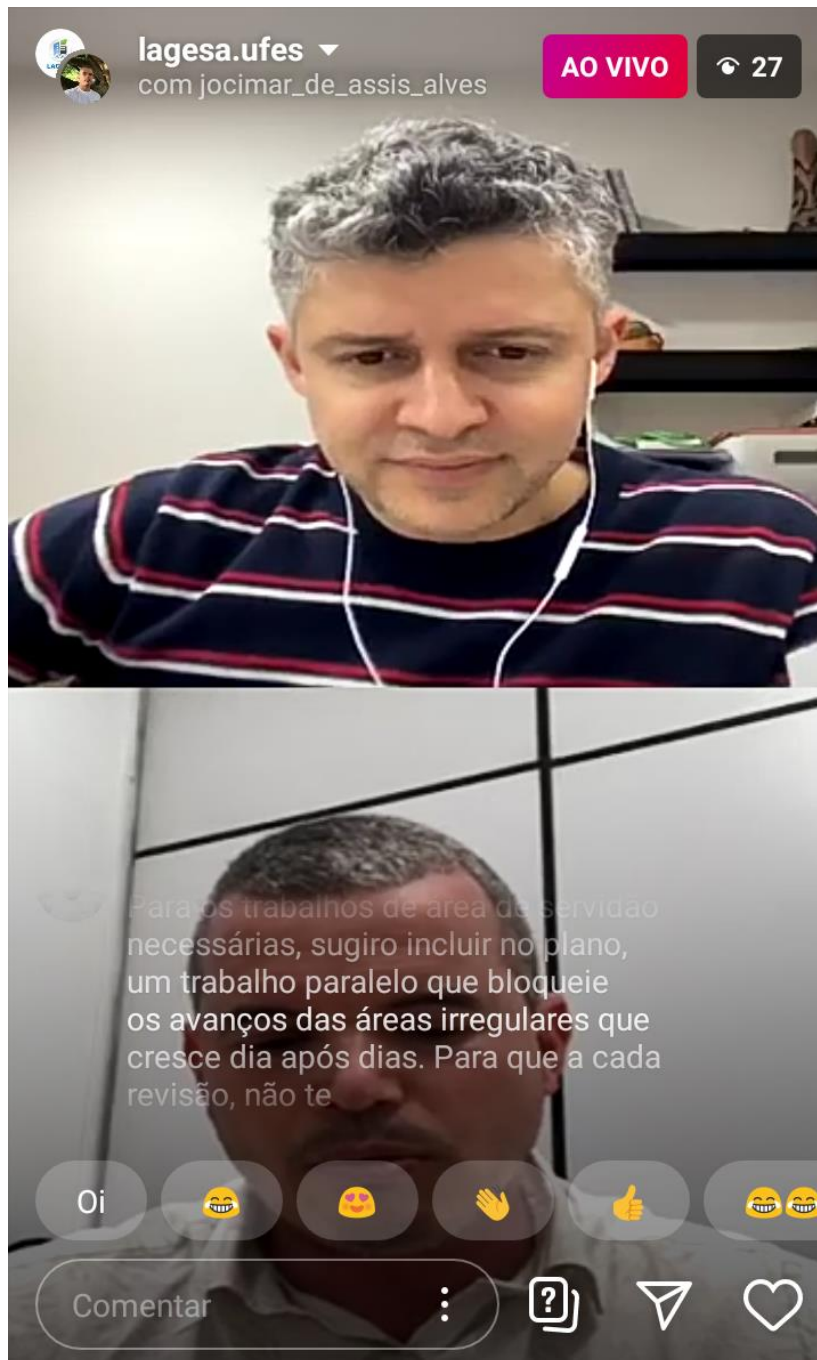 lagesa.ufes
com jocimar_de_assis_alves
AO VIVO
27
Para os trabalhos de área de servidão
necessárias, sugiro incluir no plano,
um trabalho paralelo que bloqueie
os avanços das áreas irregulares que
cresce dia após dias. Para que a cada
revisão, não te
Oi
Comentar